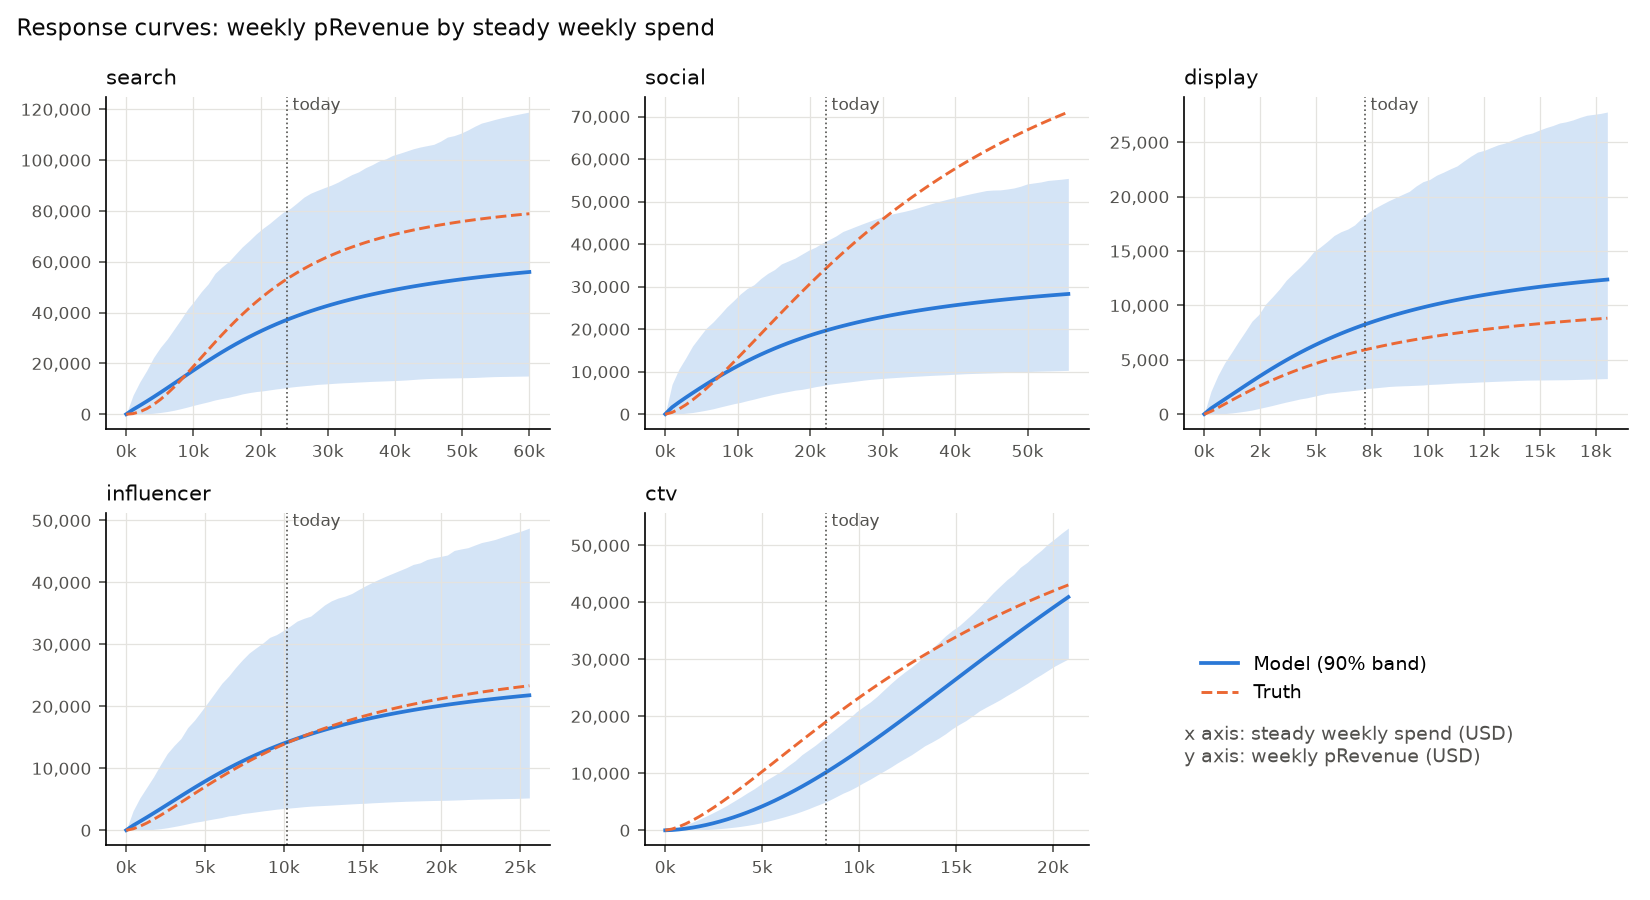 Response curves: weekly pRevenue by steady weekly spend
search
today
120,000
100,000
80,000
60,000
40,000
20,000
0
0k 10k 20k 30k 40k 50k 60k
social
today
70,000
60,000
50,000
40,000
30,000
20,000
10,000
0
0k 10k 20k 30k 40k 50k
display
today
25,000
20,000
15,000
10,000
5,000
0
0k 2k 5k 8k 10k 12k 15k 18k
influencer
today
50,000
40,000
30,000
20,000
10,000
0
0k 5k 10k 15k 20k 25k
ctv
today
50,000
40,000
30,000
20,000
10,000
0
0k 5k 10k 15k 20k
Model (90% band)
Truth
x axis: steady weekly spend (USD)
y axis: weekly pRevenue (USD)